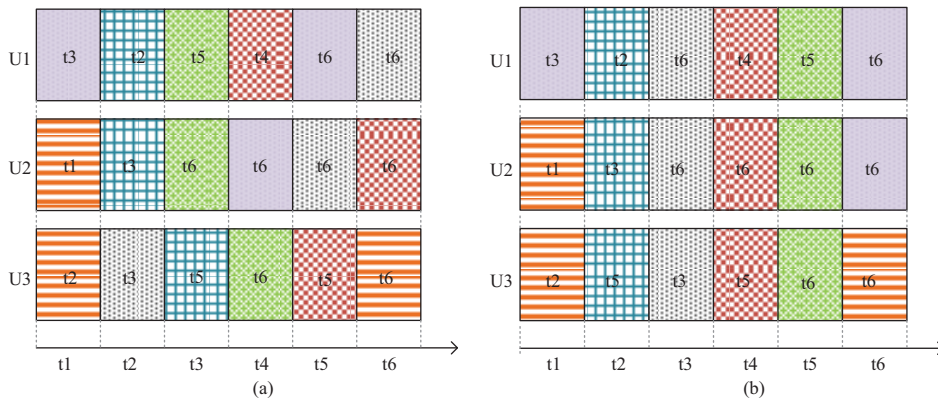 U1 t3 t2 t5 t4 t6 t6
U2 t1 t3 t6 t6 t6 t6
U3 t2 t3 t5 t6 t5 t6
t1 t2 t3 t4 t5 t6
(a)
U1 t3 t2 t6 t4 t5 t6
U2 t1 t3 t6 t6 t6 t6
U3 t2 t5 t3 t5 t6 t6
t1 t2 t3 t4 t5 t6
(b)